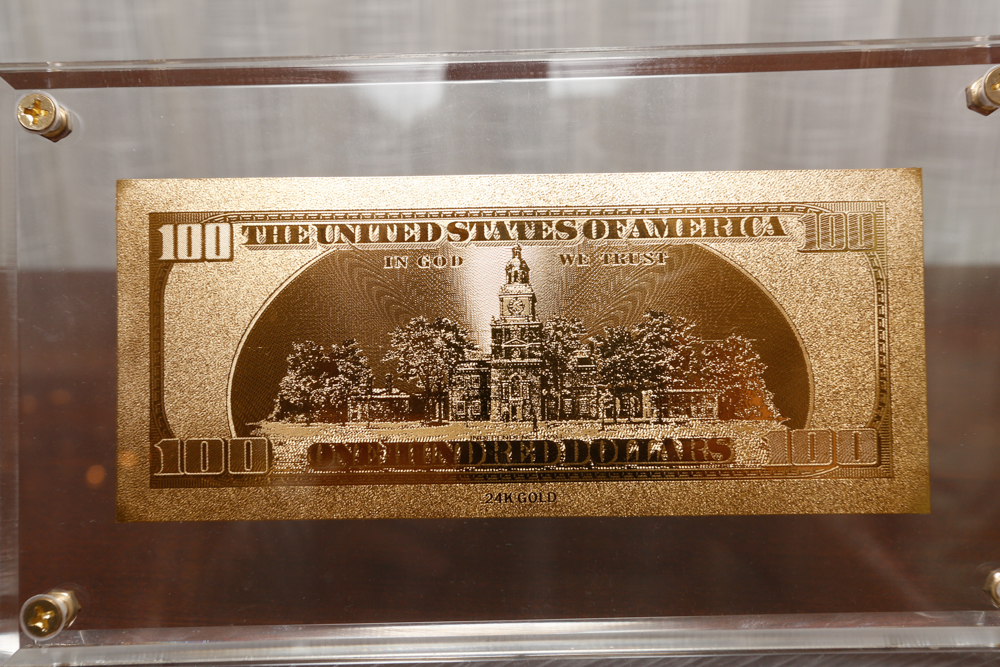 100 THE UNITED STATES OF AMERICA 100
IN GOD WE TRUST
100 ONE HUNDRED DOLLARS 100
24K GOLD